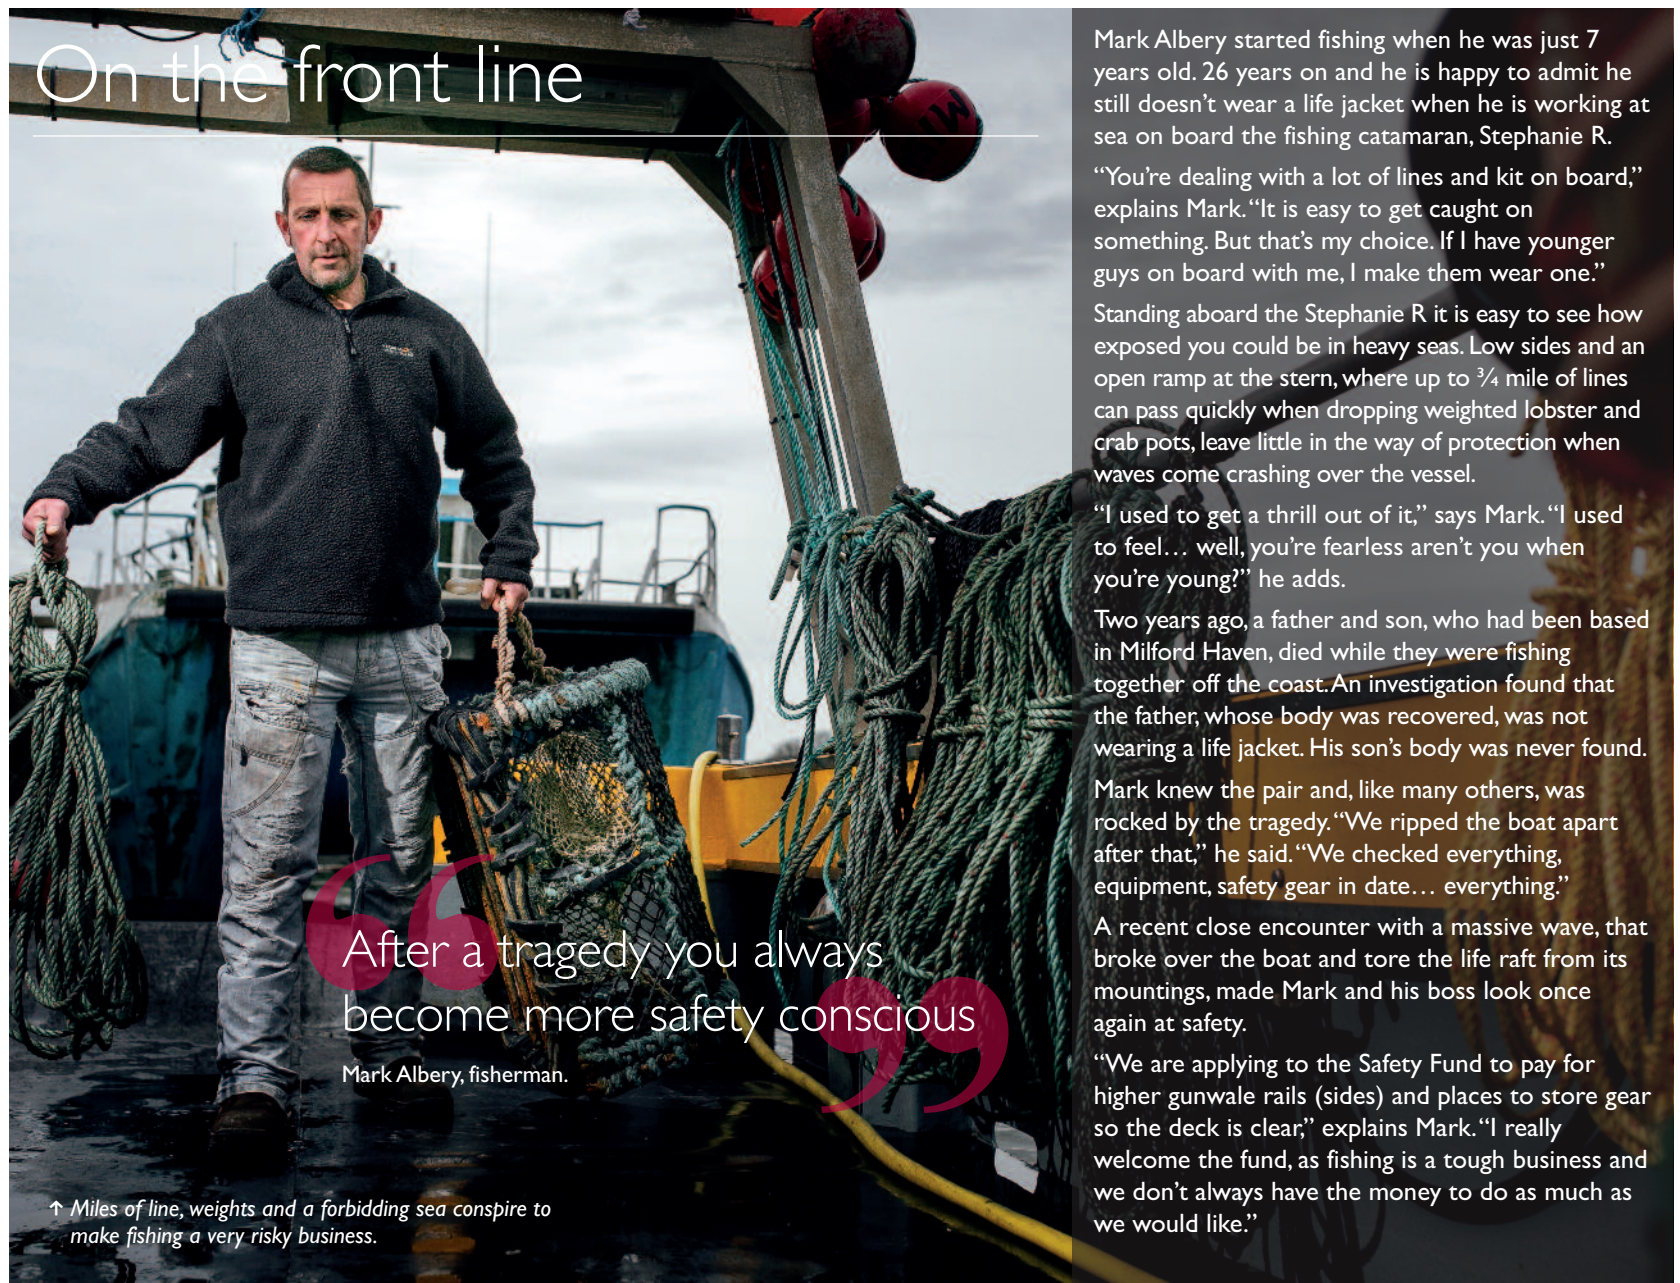 On the front line
Mark Albery started fishing when he was just 7
years old. 26 years on and he is happy to admit he
still doesn’t wear a life jacket when he is working at
sea on board the fishing catamaran, Stephanie R.
“You’re dealing with a lot of lines and kit on board,”
explains Mark. “It is easy to get caught on
something. But that’s my choice. If I have younger
guys on board with me, I make them wear one.”
Standing aboard the Stephanie R it is easy to see how
exposed you could be in heavy seas. Low sides and an
open ramp at the stern, where up to ¾ mile of lines
can pass quickly when dropping weighted lobster and
crab pots, leave little in the way of protection when
waves come crashing over the vessel.
“I used to get a thrill out of it,” says Mark. “I used
to feel… well, you’re fearless aren’t you when
you’re young?” he adds.
Two years ago, a father and son, who had been based
in Milford Haven, died while they were fishing
together off the coast. An investigation found that
the father, whose body was recovered, was not
wearing a life jacket. His son’s body was never found.
Mark knew the pair and, like many others, was
rocked by the tragedy. “We ripped the boat apart
after that,” he said. “We checked everything,
equipment, safety gear in date… everything.”
A recent close encounter with a massive wave, that
broke over the boat and tore the life raft from its
mountings, made Mark and his boss look once
again at safety.
“We are applying to the Safety Fund to pay for
higher gunwale rails (sides) and places to store gear
so the deck is clear,” explains Mark. “I really
welcome the fund, as fishing is a tough business and
we don’t always have the money to do as much as
we would like.”
“After a tragedy you always
become more safety conscious”
Mark Albery, fisherman.
↑ Miles of line, weights and a forbidding sea conspire to
make fishing a very risky business.